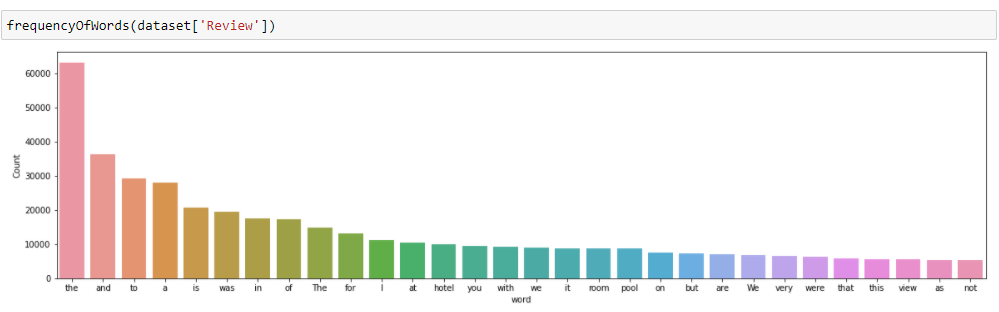 frequencyOfWords(dataset['Review'])
60000
50000
40000
30000
20000
10000
0
Count
the and to a is was in of The for I at hotel you with we it room pool on but are We very were that this view as not
word